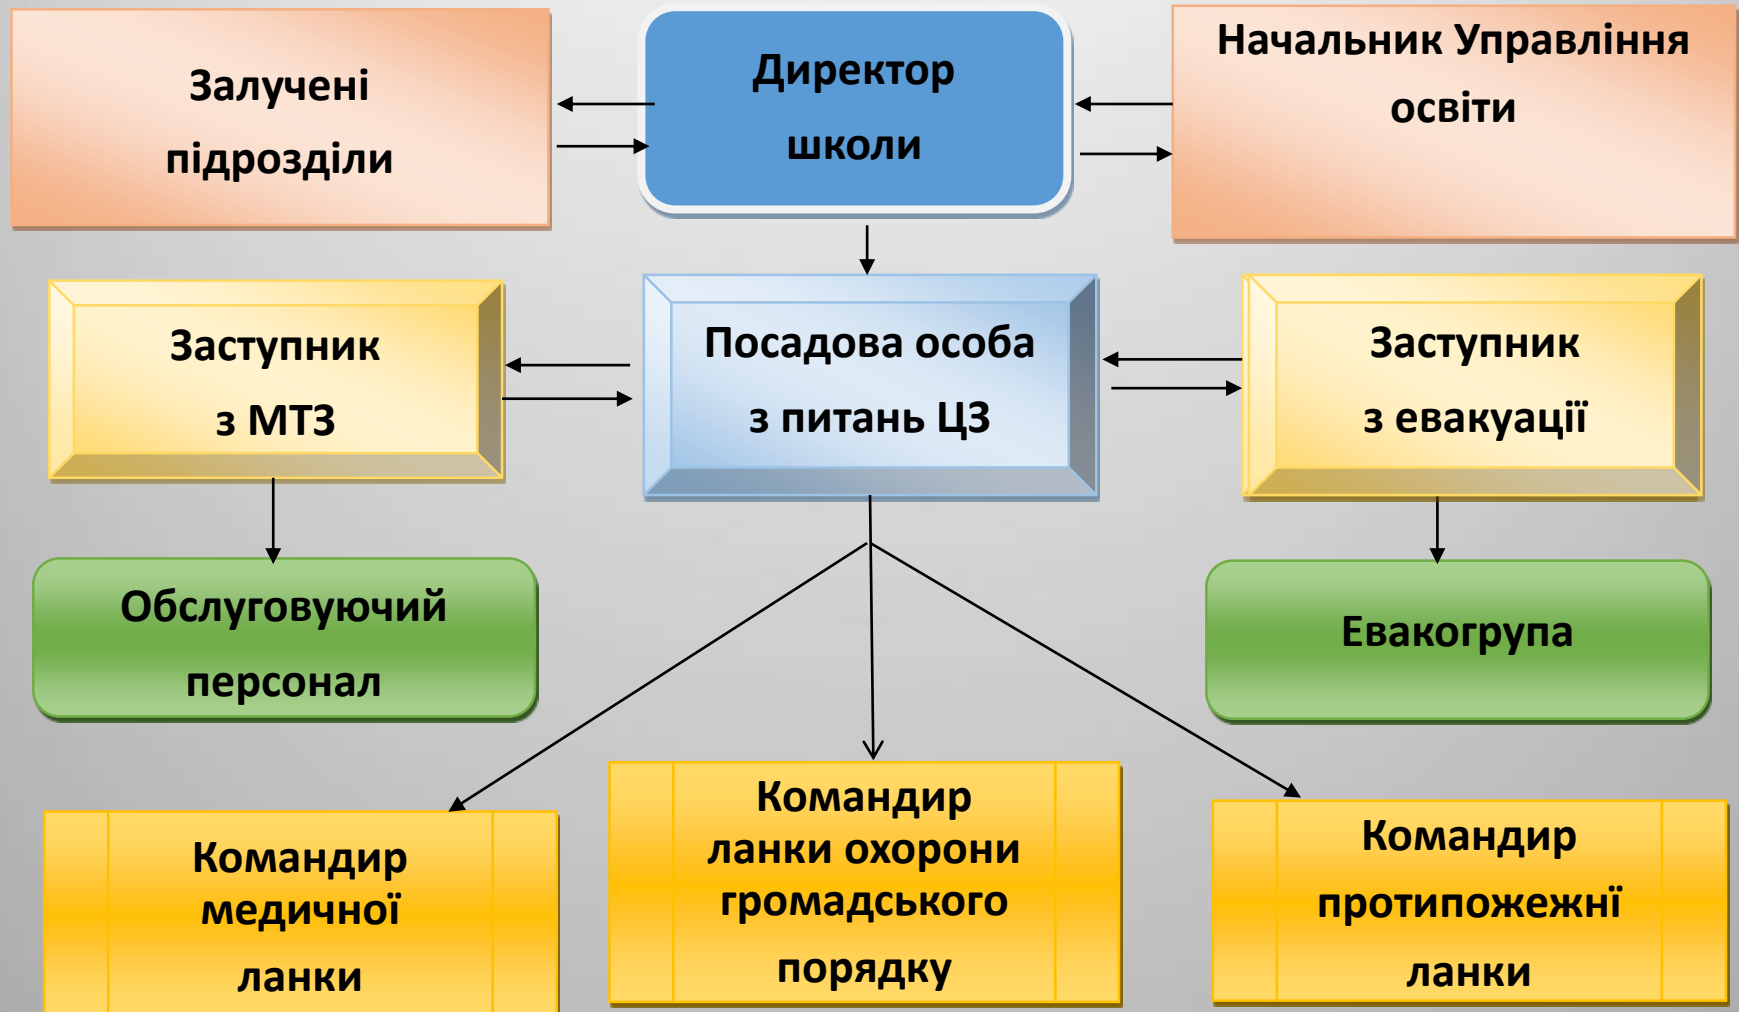 Залучені
підрозділи
Директор
школи
Начальник Управління
освіти
Заступник
з МТЗ
Посадова особа
з питань ЦЗ
Заступник
з евакуації
Обслуговуючий
персонал
Евакогрупа
Командир
медичної
ланки
Командир
ланки охорони
громадського
порядку
Командир
протипожежнї
ланки